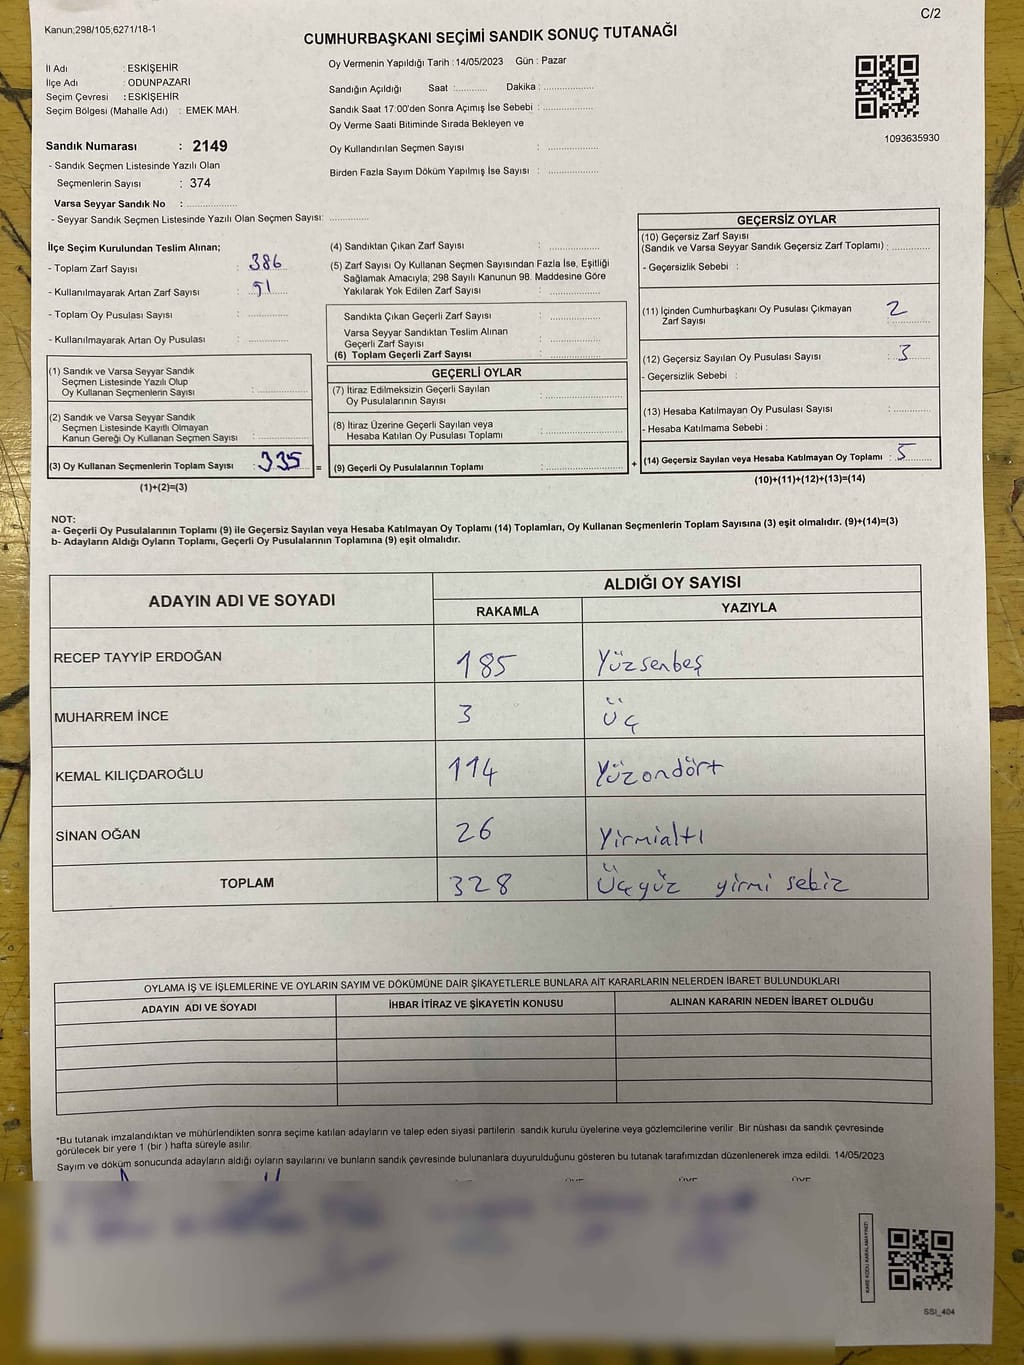 C/2
Kanun;298/105;6271/18-1
CUMHURBAŞKANI SEÇİMİ SANDIK SONUÇ TUTANAĞI
İl Adı : ESKİŞEHİR
İlçe Adı : ODUNPAZARI
Seçim Çevresi : ESKİŞEHİR
Seçim Bölgesi (Mahalle Adı) : EMEK MAH.
Sandık Numarası : 2149
- Sandık Seçmen Listesinde Yazılı Olan
Seçmenlerin Sayısı : 374
Varsa Seyyar Sandık No : ..............
- Seyyar Sandık Seçmen Listesinde Yazılı Olan Seçmen Sayısı: ..........
Oy Vermenin Yapıldığı Tarih : 14/05/2023 Gün : Pazar
Sandığın Açıldığı Saat :........... Dakika : ..............
Sandık Saat 17:00'den Sonra Açımış İse Sebebi : ..............
Oy Verme Saati Bitiminde Sırada Bekleyen ve
Oy Kullandırılan Seçmen Sayısı : ..............
Birden Fazla Sayım Döküm Yapılmış İse Sayısı : ..............
1093635930
İlçe Seçim Kurulundan Teslim Alınan;
- Toplam Zarf Sayısı : 386
- Kullanılmayarak Artan Zarf Sayısı : 51
- Toplam Oy Pusulası Sayısı : ..............
- Kullanılmayarak Artan Oy Pusulası : ..............
(1) Sandık ve Varsa Seyyar Sandık
Seçmen Listesinde Yazılı Olup
Oy Kullanan Seçmenlerin Sayısı : ..............
(2) Sandık ve Varsa Seyyar Sandık
Seçmen Listesinde Kayıtlı Olmayan
Kanun Gereği Oy Kullanan Seçmen Sayısı : ..............
(3) Oy Kullanan Seçmenlerin Toplam Sayısı : 335
(1)+(2)=(3)
=
(4) Sandıktan Çıkan Zarf Sayısı : ..............
(5) Zarf Sayısı Oy Kullanan Seçmen Sayısından Fazla İse, Eşitliği
Sağlamak Amacıyla; 298 Sayılı Kanunun 98. Maddesine Göre
Yakılarak Yok Edilen Zarf Sayısı : ..............
Sandıkta Çıkan Geçerli Zarf Sayısı : ..............
Varsa Seyyar Sandıktan Teslim Alınan
Geçerli Zarf Sayısı : ..............
(6) Toplam Geçerli Zarf Sayısı : ..............
GEÇERLİ OYLAR
(7) İtiraz Edilmeksizin Geçerli Sayılan
Oy Pusulalarının Sayısı : ..............
(8) İtiraz Üzerine Geçerli Sayılan veya
Hesaba Katılan Oy Pusulaları Toplamı : ..............
(9) Geçerli Oy Pusulalarının Toplamı : ..............
+
GEÇERSİZ OYLAR
(10) Geçersiz Zarf Sayısı
(Sandık ve Varsa Seyyar Sandık Geçersiz Zarf Toplamı) : ..........
- Geçersizlik Sebebi :
(11) İçinden Cumhurbaşkanı Oy Pusulası Çıkmayan
Zarf Sayısı : 2
(12) Geçersiz Sayılan Oy Pusulası Sayısı : 3
- Geçersizlik Sebebi :
(13) Hesaba Katılmayan Oy Pusulası Sayısı : ..........
- Hesaba Katılmama Sebebi :
(14) Geçersiz Sayılan veya Hesaba Katılmayan Oy Toplamı : 5
(10)+(11)+(12)+(13)=(14)
NOT:
a- Geçerli Oy Pusulalarının Toplamı (9) ile Geçersiz Sayılan veya Hesaba Katılmayan Oy Toplamı (14) Toplamları, Oy Kullanan Seçmenlerin Toplam Sayısına (3) eşit olmalıdır. (9)+(14)=(3)
b- Adayların Aldığı Oyların Toplamı, Geçerli Oy Pusulalarının Toplamına (9) eşit olmalıdır.
ADAYIN ADI VE SOYADI ALDIĞI OY SAYISI
RAKAMLA YAZIYLA
RECEP TAYYİP ERDOĞAN 185 Yüzsenbeş
MUHARREM İNCE 3 Üç
KEMAL KILIÇDAROĞLU 114 Yüzondört
SİNAN OĞAN 26 Yirmialtı
TOPLAM 328 Üçyüz yirmi sekiz
OYLAMA İŞ VE İŞLEMLERİNE VE OYLARIN SAYIM VE DÖKÜMÜNE DAİR ŞİKAYETLERLE BUNLARA AİT KARARLARIN NELERDEN İBARET BULUNDUKLARI
ADAYIN ADI VE SOYADI İHBAR İTİRAZ VE ŞİKAYETİN KONUSU ALINAN KARARIN NEDEN İBARET OLDUĞU
*Bu tutanak imzalandıktan ve mühürlendikten sonra seçime katılan adayların ve talep eden siyasi partilerin sandık kurulu üyelerine veya gözlemcilerine verilir. Bir nüshası da sandık çevresinde
görülecek bir yere 1 (bir) hafta süreyle asılır.
Sayım ve döküm sonucunda adayların aldığı oyların sayılarını ve bunların sandık çevresinde bulunanlara duyurulduğunu gösteren bu tutanak tarafımızdan düzenlenerek imza edildi. 14/05/2023
KARE KODU KARALAMAYINIZ!
SSI_404